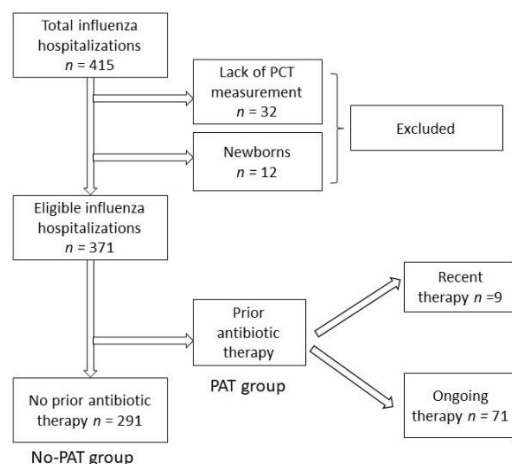 Total influenza
hospitalizations
n = 415
Lack of PCT
measurement
n = 32
Excluded
Newborns
n = 12
Eligible influenza
hospitalizations
n = 371
Recent
therapy n =9
Prior
antibiotic
therapy
PAT group
No prior antibiotic
therapy n = 291
Ongoing
therapy n = 71
No-PAT group